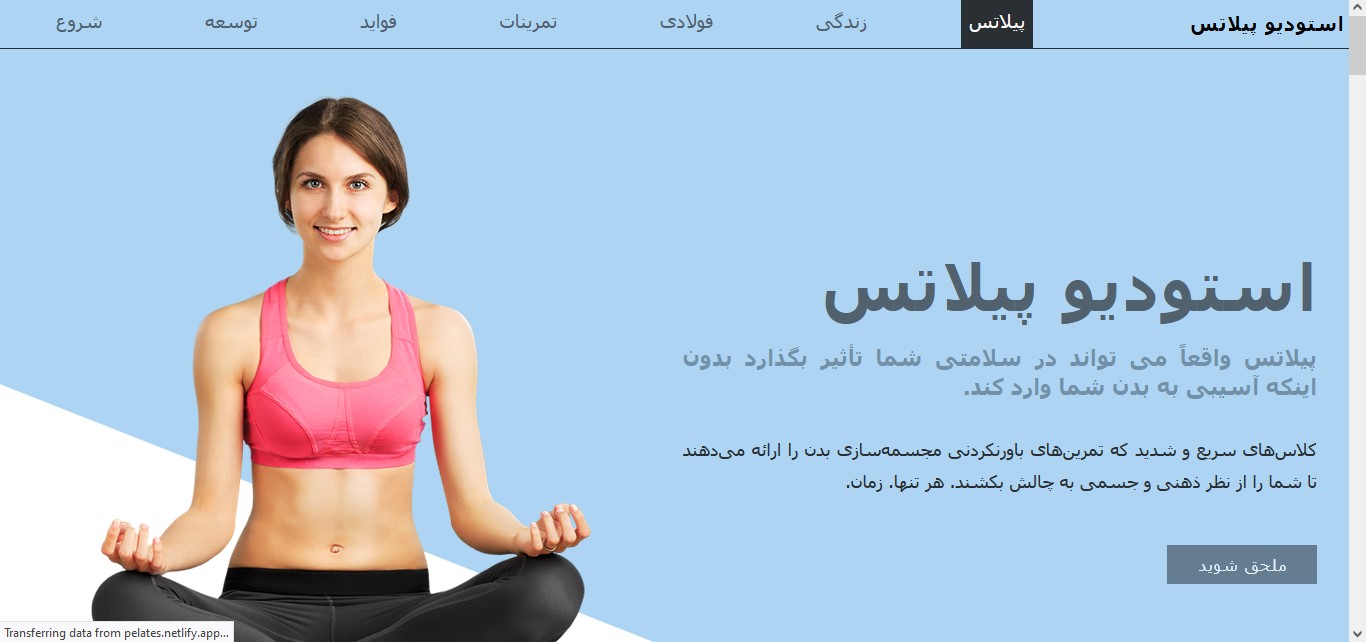 استودیو پیلاتس
پیلاتس
زندگی
فولادی
تمرینات
فواید
توسعه
شروع
استودیو پیلاتس
پیلاتس واقعاً می تواند در سلامتی شما تأثیر بگذارد بدون
اینکه آسیبی به بدن شما وارد کند.
کلاس‌های سریع و شدید که تمرین‌های باورنکردنی مجسمه‌سازی بدن را ارائه می‌دهند
تا شما را از نظر ذهنی و جسمی به چالش بکشند. هر تنها. زمان.
ملحق شوید
Transferring data from pelates.netlify.app...